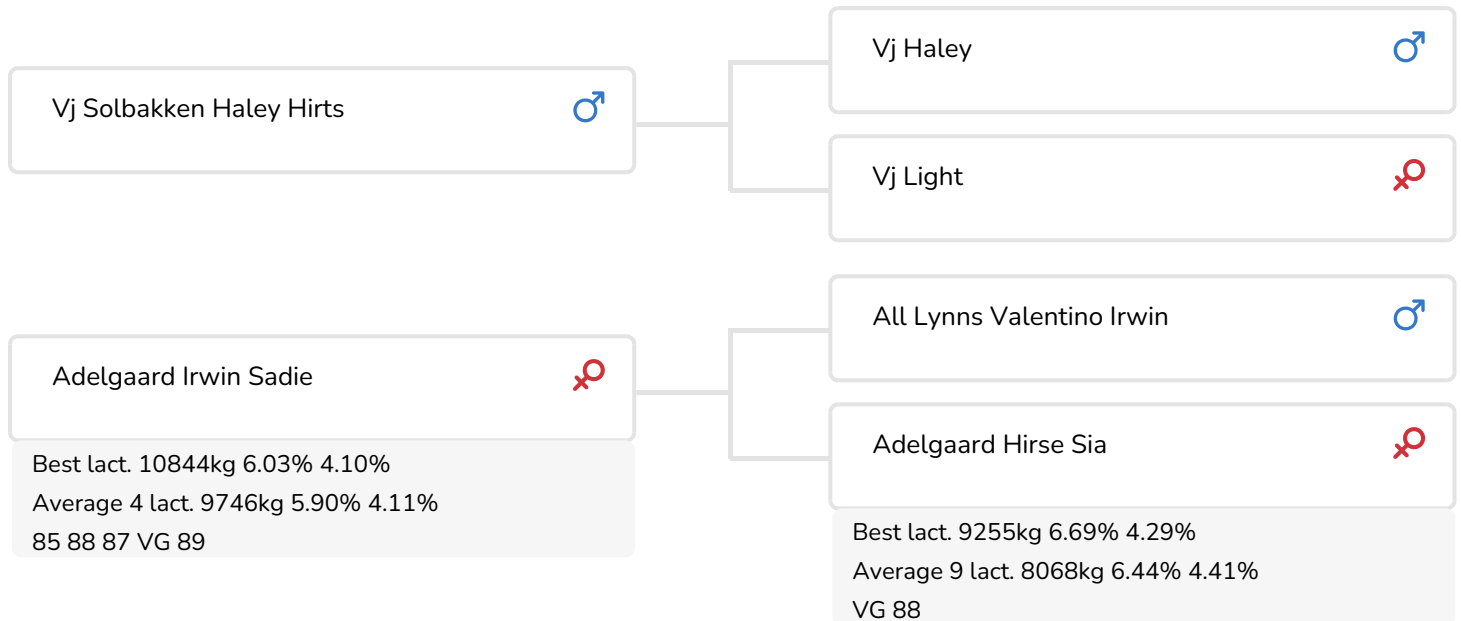 Vj Solbakken Haley Hirts
Vj Haley
Vj Light
Adelgaard Irwin Sadie
Best lact. 10844kg 6.03% 4.10%
Average 4 lact. 9746kg 5.90% 4.11%
85 88 87 VG 89
All Lynns Valentino Irwin
Adelgaard Hirse Sia
Best lact. 9255kg 6.69% 4.29%
Average 9 lact. 8068kg 6.44% 4.41%
VG 88